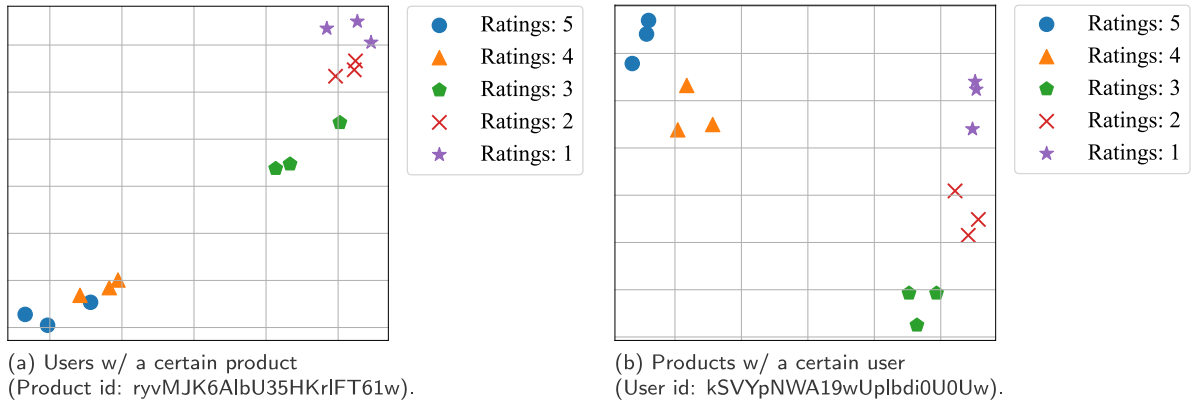 Ratings: 5
Ratings: 4
Ratings: 3
Ratings: 2
Ratings: 1
(a) Users w/ a certain product
(Product id: ryvMJK6AlbU35HKrlFT61w).
Ratings: 5
Ratings: 4
Ratings: 3
Ratings: 2
Ratings: 1
(b) Products w/ a certain user
(User id: kSVYpNWA19wUplbdi0U0Uw).